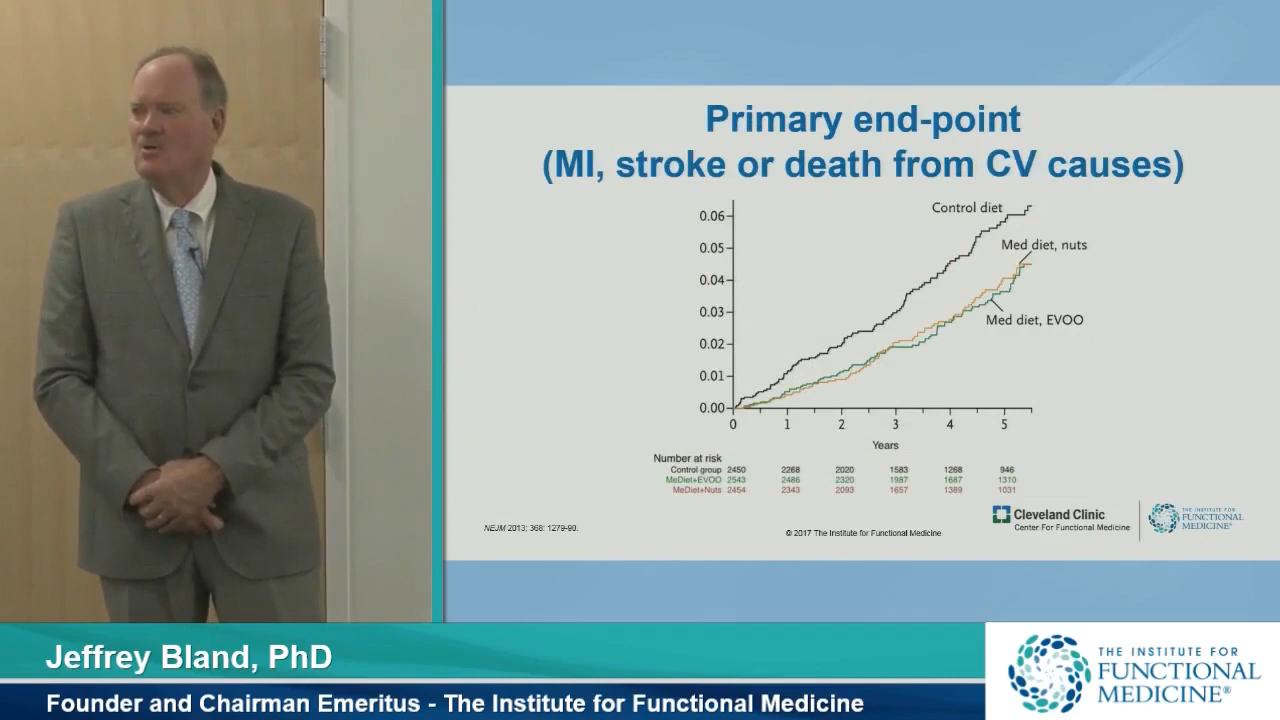 Primary end-point
(MI, stroke or death from CV causes)
0.06
0.05
0.04
0.03
0.02
0.01
0.00
Control diet
Med diet, nuts
Med diet, EVOO
0 1 2 3 4 5
Years
Number at risk
Control group 2450 2268 2020 1583 1268 946
MeDiet+EVOO 2543 2486 2320 1987 1687 1310
MeDiet+Nuts 2454 2343 2093 1657 1389 1031
NEJM 2013; 368: 1279-90.
© 2017 The Institute for Functional Medicine
Cleveland Clinic
Center For Functional Medicine
THE INSTITUTE FOR
FUNCTIONAL
MEDICINE®
Jeffrey Bland, PhD
Founder and Chairman Emeritus - The Institute for Functional Medicine
THE INSTITUTE FOR
FUNCTIONAL
MEDICINE®